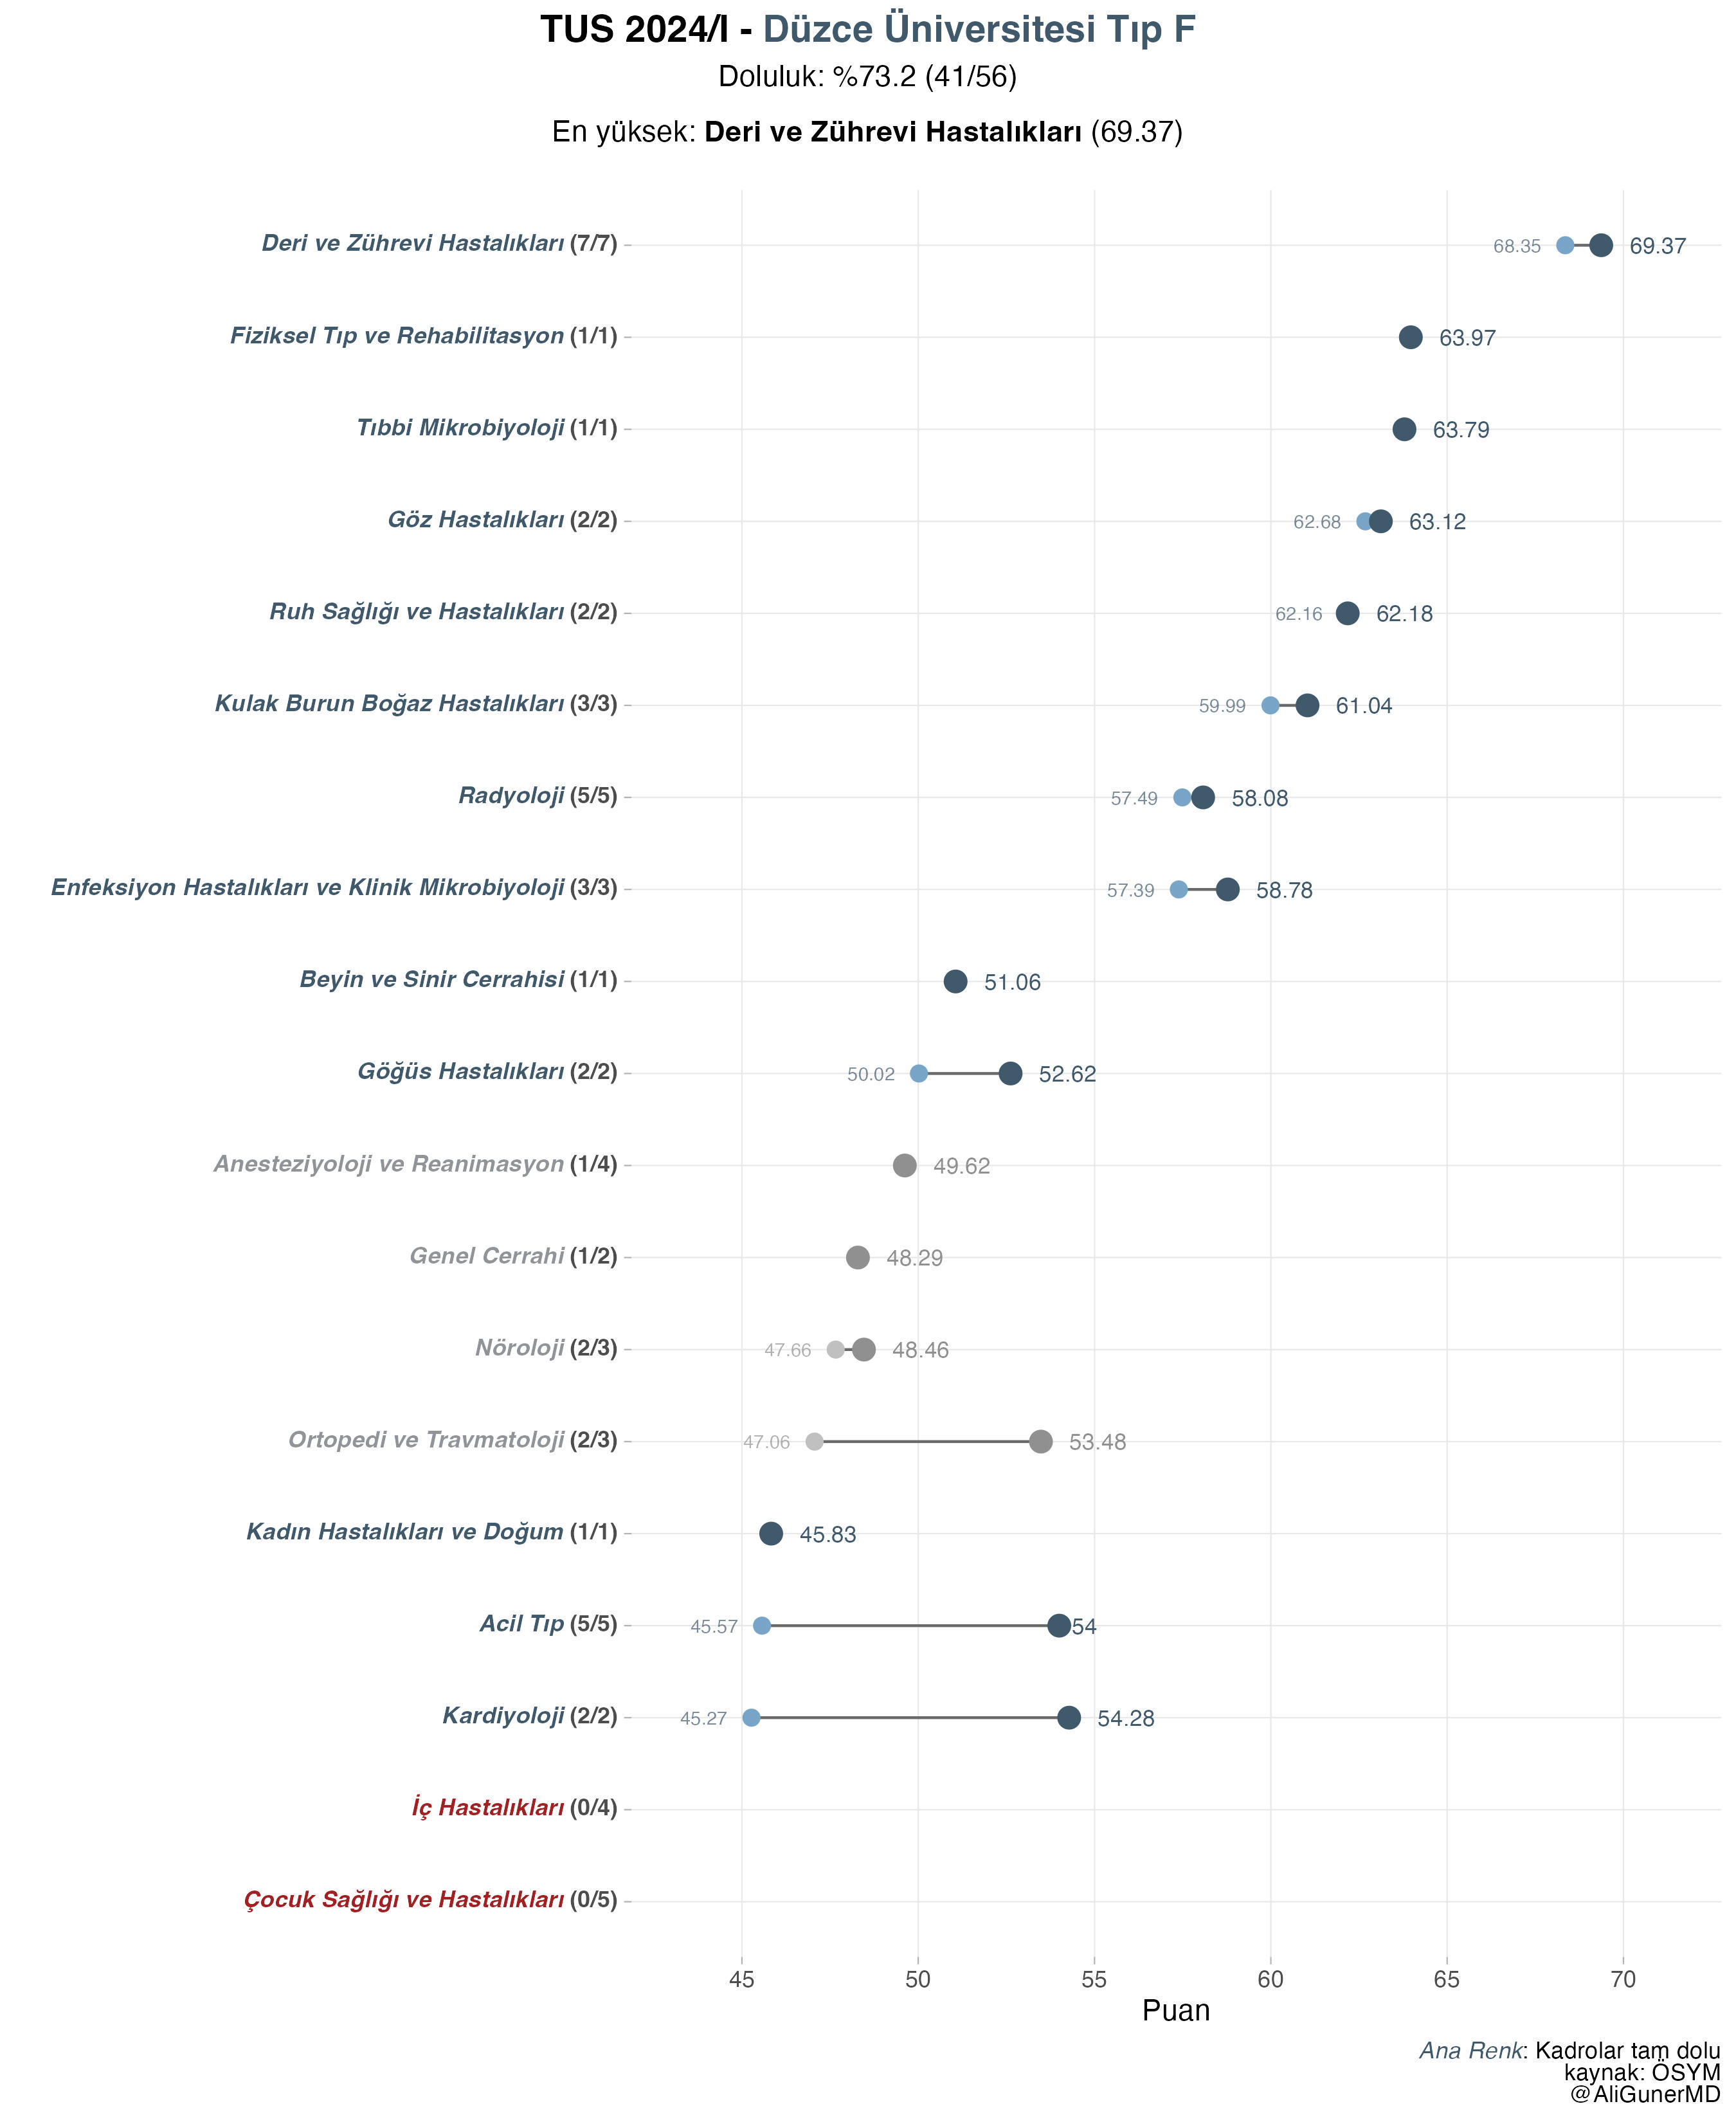 TUS 2024/I - Düzce Üniversitesi Tıp F
Doluluk: %73.2 (41/56)
En yüksek: Deri ve Zührevi Hastalıkları (69.37)
Deri ve Zührevi Hastalıkları (7/7) 68.35 69.37
Fiziksel Tıp ve Rehabilitasyon (1/1) 63.97
Tıbbi Mikrobiyoloji (1/1) 63.79
Göz Hastalıkları (2/2) 62.68 63.12
Ruh Sağlığı ve Hastalıkları (2/2) 62.16 62.18
Kulak Burun Boğaz Hastalıkları (3/3) 59.99 61.04
Radyoloji (5/5) 57.49 58.08
Enfeksiyon Hastalıkları ve Klinik Mikrobiyoloji (3/3) 57.39 58.78
Beyin ve Sinir Cerrahisi (1/1) 51.06
Göğüs Hastalıkları (2/2) 50.02 52.62
Anesteziyoloji ve Reanimasyon (1/4) 49.62
Genel Cerrahi (1/2) 48.29
Nöroloji (2/3) 47.66 48.46
Ortopedi ve Travmatoloji (2/3) 47.06 53.48
Kadın Hastalıkları ve Doğum (1/1) 45.83
Acil Tıp (5/5) 45.57 54
Kardiyoloji (2/2) 45.27 54.28
İç Hastalıkları (0/4)
Çocuk Sağlığı ve Hastalıkları (0/5)
45 50 55 60 65 70
Puan
Ana Renk: Kadrolar tam dolu
kaynak: ÖSYM
@AliGunerMD